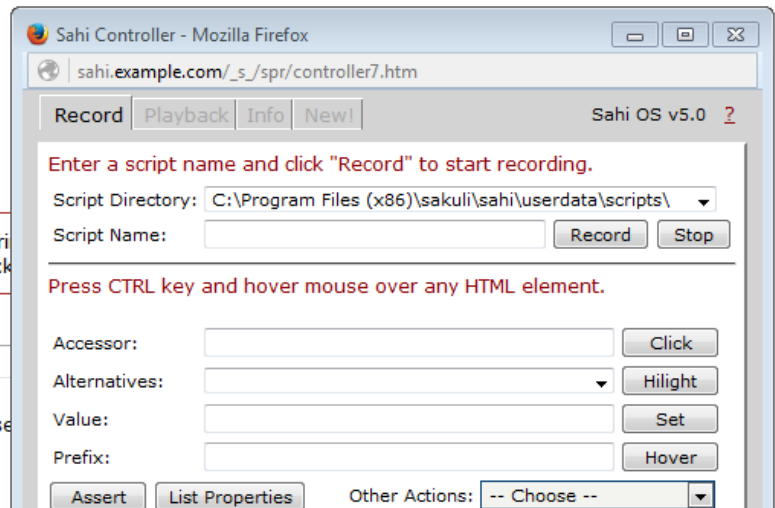 Sahi Controller - Mozilla Firefox
sahi.example.com/_s_/spr/controller7.htm
Record Playback Info New! Sahi OS v5.0 ?
Enter a script name and click "Record" to start recording.
Script Directory: C:\Program Files (x86)\sakuli\sahi\userdata\scripts\
Script Name: Record Stop
Press CTRL key and hover mouse over any HTML element.
Accessor: Click
Alternatives: Hilight
Value: Set
Prefix: Hover
Assert List Properties Other Actions: -- Choose --